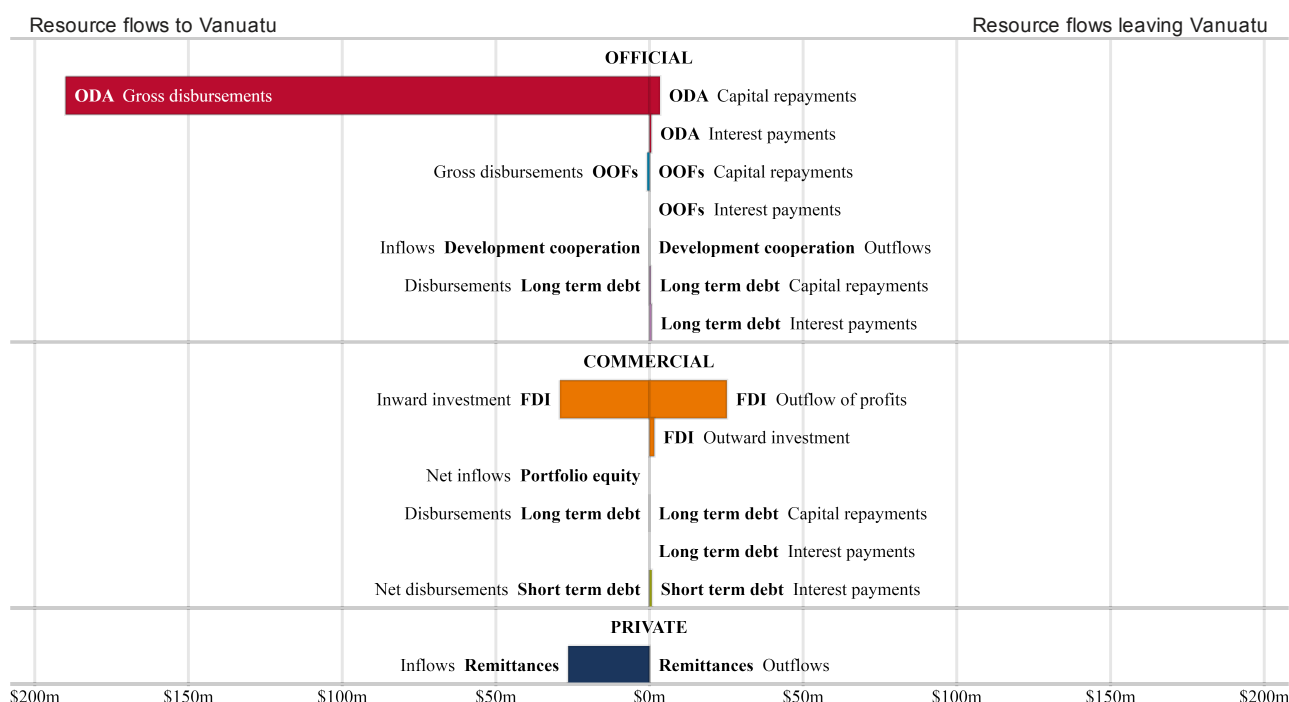 Resource flows to Vanuatu Resource flows leaving Vanuatu
OFFICIAL
ODA Gross disbursements ODA Capital repayments
ODA Interest payments
Gross disbursements OOFs OOFs Capital repayments
OOFs Interest payments
Inflows Development cooperation Development cooperation Outflows
Disbursements Long term debt Long term debt Capital repayments
Long term debt Interest payments
COMMERCIAL
Inward investment FDI FDI Outflow of profits
FDI Outward investment
Net inflows Portfolio equity
Disbursements Long term debt Long term debt Capital repayments
Long term debt Interest payments
Net disbursements Short term debt Short term debt Interest payments
PRIVATE
Inflows Remittances Remittances Outflows
$200m $150m $100m $50m $0m $50m $100m $150m $200m